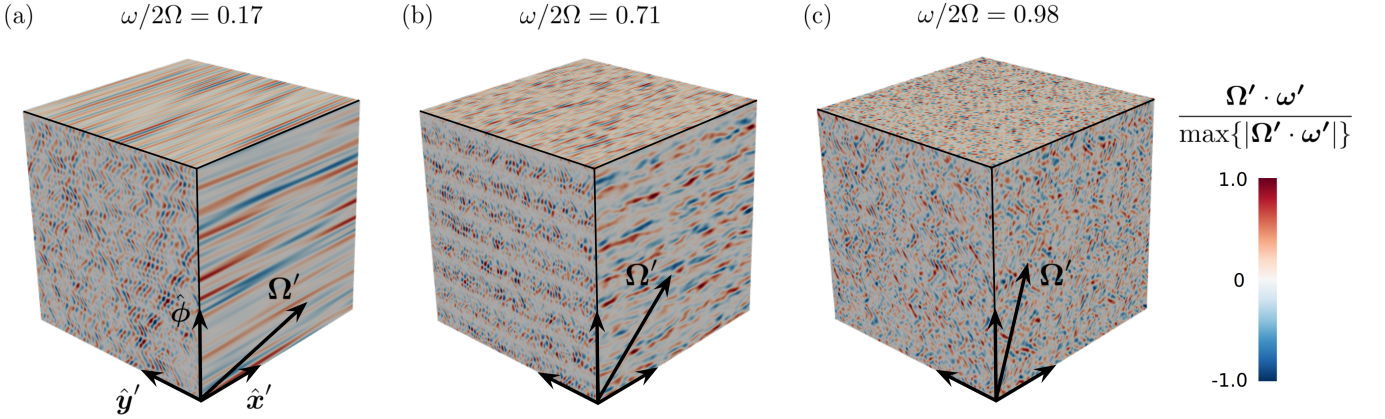 (a) ω/2Ω = 0.17
(b) ω/2Ω = 0.71
(c) ω/2Ω = 0.98
Ω′ · ω′
max{|Ω′ · ω′|}
1.0
0
-1.0
Ω′
ϕ̂
ŷ′
x̂′
Ω′
Ω′